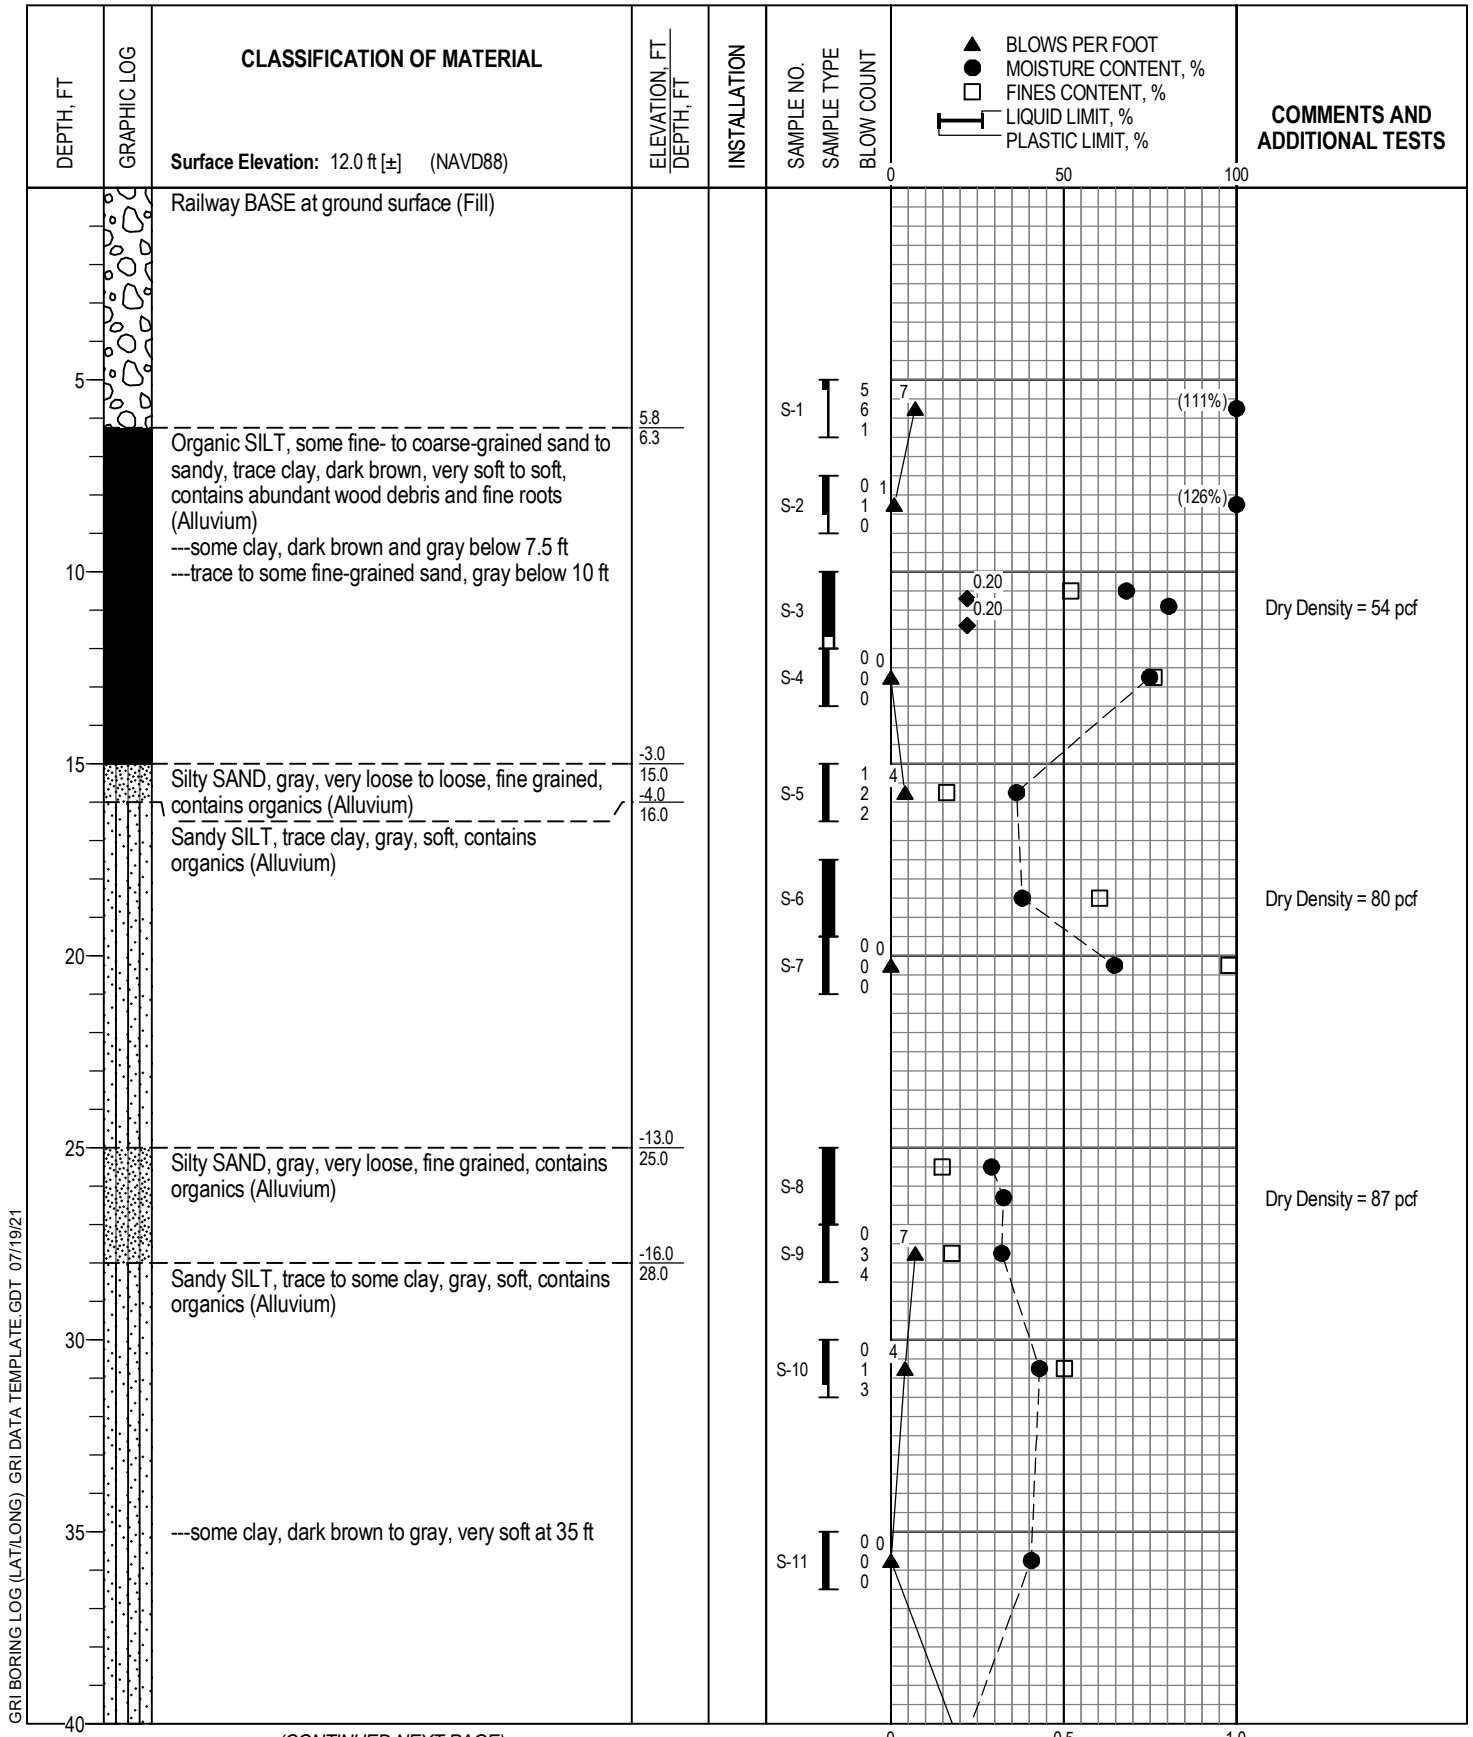 DEPTH, FT
GRAPHIC LOG
CLASSIFICATION OF MATERIAL
Surface Elevation: 12.0 ft [±] (NAVD88)
ELEVATION, FT
DEPTH, FT
INSTALLATION
SAMPLE NO.
SAMPLE TYPE
BLOW COUNT
BLOWS PER FOOT
MOISTURE CONTENT, %
FINES CONTENT, %
LIQUID LIMIT, %
PLASTIC LIMIT, %
0 50 100
COMMENTS AND
ADDITIONAL TESTS
Railway BASE at ground surface (Fill)
5
S-1
5
6
1
7
(111%)
5.8
6.3
Organic SILT, some fine- to coarse-grained sand to
sandy, trace clay, dark brown, very soft to soft,
contains abundant wood debris and fine roots
(Alluvium)
---some clay, dark brown and gray below 7.5 ft
---trace to some fine-grained sand, gray below 10 ft
S-2
0
1
0
1
(126%)
10
S-3
0.20
0.20
Dry Density = 54 pcf
S-4
0
0
0
0
15
-3.0
15.0
Silty SAND, gray, very loose to loose, fine grained,
contains organics (Alluvium)
-4.0
16.0
S-5
1
2
2
4
Sandy SILT, trace clay, gray, soft, contains
organics (Alluvium)
S-6
Dry Density = 80 pcf
20
S-7
0
0
0
0
25
-13.0
25.0
Silty SAND, gray, very loose, fine grained, contains
organics (Alluvium)
S-8
Dry Density = 87 pcf
S-9
0
3
4
7
-16.0
28.0
Sandy SILT, trace to some clay, gray, soft, contains
organics (Alluvium)
30
S-10
0
1
3
4
35
---some clay, dark brown to gray, very soft at 35 ft
S-11
0
0
0
0
40
(CONTINUED NEXT PAGE)
0 0.5 1.0
GRI BORING LOG (LAT/LONG) GRI DATA TEMPLATE.GDT 07/19/21